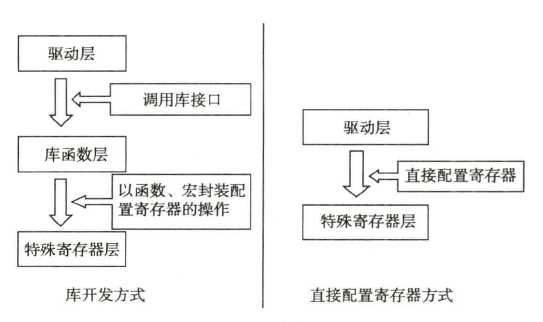 驱动层
调用库接口
库函数层
以函数、宏封装配
置寄存器的操作
特殊寄存器层
库开发方式
驱动层
直接配置寄存器
特殊寄存器层
直接配置寄存器方式